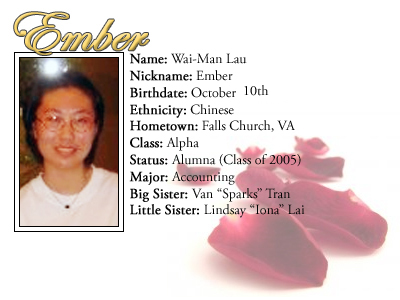 Ember
Name: Wai-Man Lau
Nickname: Ember
Birthdate: October 10th
Ethnicity: Chinese
Hometown: Falls Church, VA
Class: Alpha
Status: Alumna (Class of 2005)
Major: Accounting
Big Sister: Van “Sparks” Tran
Little Sister: Lindsay “Iona” Lai